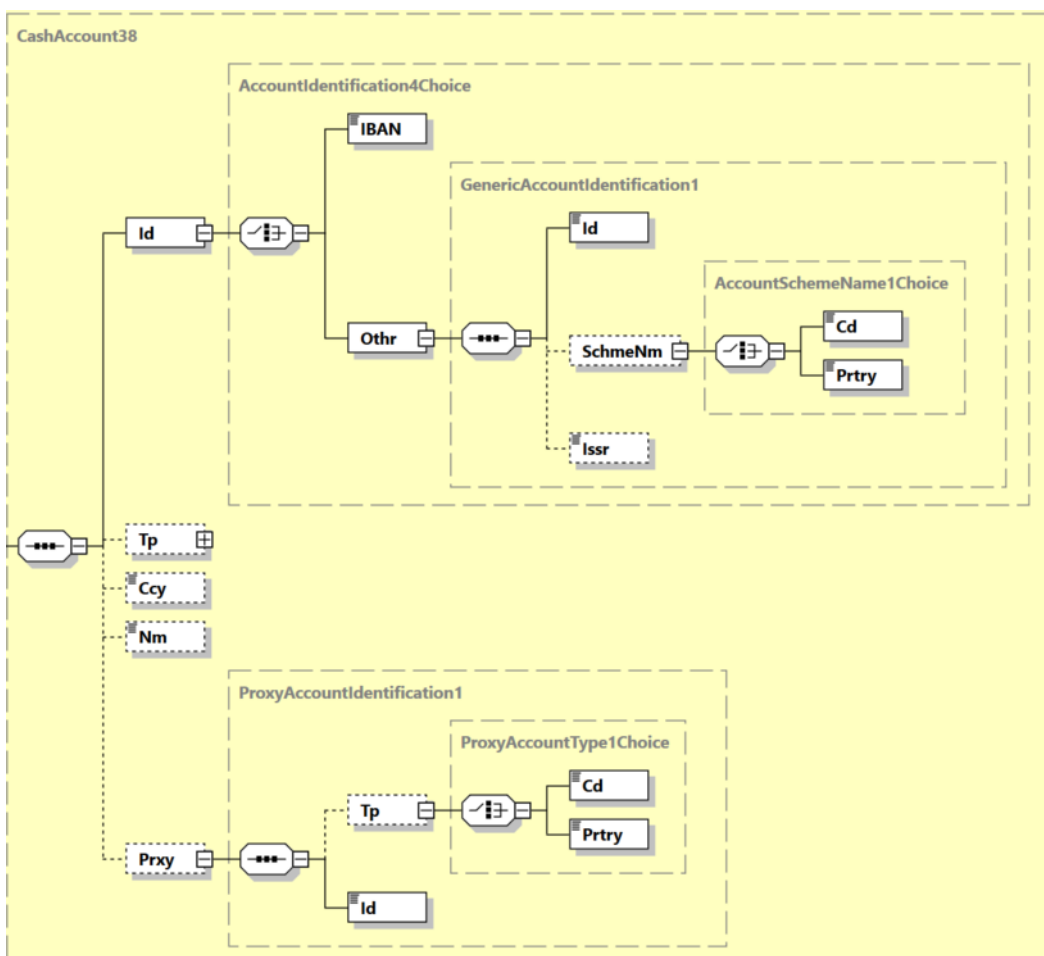 CashAccount38
AccountIdentification4Choice
IBAN
GenericAccountIdentification1
Id
Id
AccountSchemeName1Choice
Cd
Othr
SchmeNm
Prtry
Issr
Tp
Ccy
Nm
ProxyAccountIdentification1
ProxyAccountType1Choice
Cd
Tp
Prtry
Prxy
Id